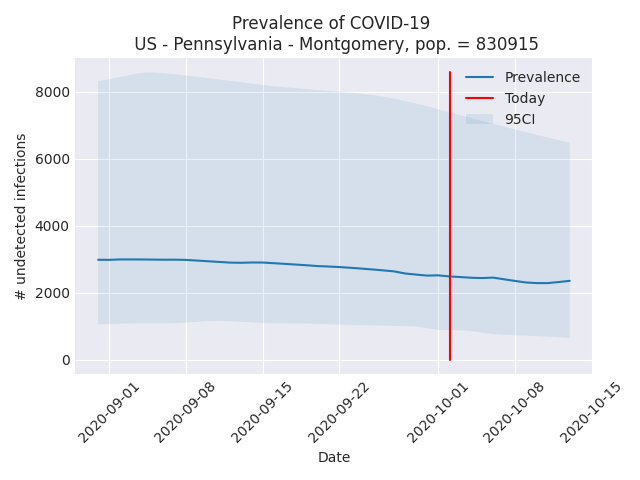 Prevalence of COVID-19
US - Pennsylvania - Montgomery, pop. = 830915
Prevalence
Today
95CI
# undetected infections
8000
6000
4000
2000
0
2020-09-01
2020-09-08
2020-09-15
2020-09-22
2020-10-01
2020-10-08
2020-10-15
Date